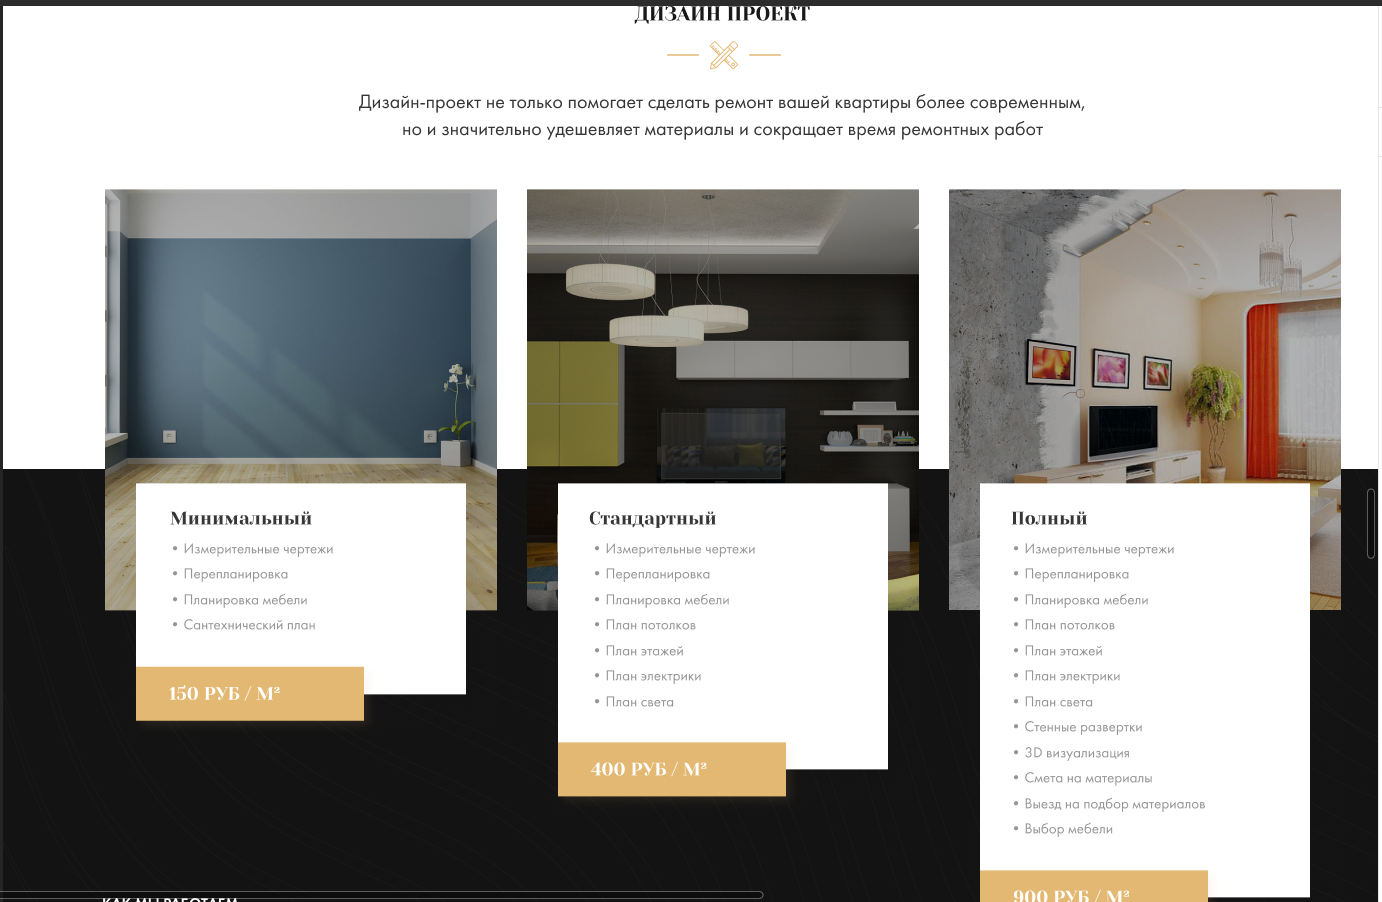 ДИЗАЙН ПРОЕКТ
Дизайн-проект не только помогает сделать ремонт вашей квартиры более современным,
но и значительно удешевляет материалы и сокращает время ремонтных работ
Минимальный
• Измерительные чертежи
• Перепланировка
• Планировка мебели
• Сантехнический план
150 РУБ / М²
Стандартный
• Измерительные чертежи
• Перепланировка
• Планировка мебели
• План потолков
• План этажей
• План электрики
• План света
400 РУБ / М²
Полный
• Измерительные чертежи
• Перепланировка
• Планировка мебели
• План потолков
• План этажей
• План электрики
• План света
• Стенные развертки
• 3D визуализация
• Смета на материалы
• Выезд на подбор материалов
• Выбор мебели
900 РУБ / М²
КАК МЫ РАБОТАЕМ